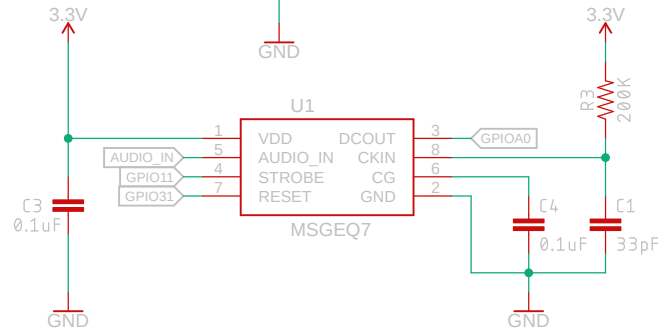 3.3V
GND
3.3V
R3
200K
U1
1
VDD
DCOUT
3
GPIOA0
AUDIO_IN
5
AUDIO_IN
CKIN
8
GPIO11
4
STROBE
CG
6
GPIO31
7
RESET
GND
2
MSGEQ7
C3
0.1uF
C4
0.1uF
C1
33pF
GND
GND